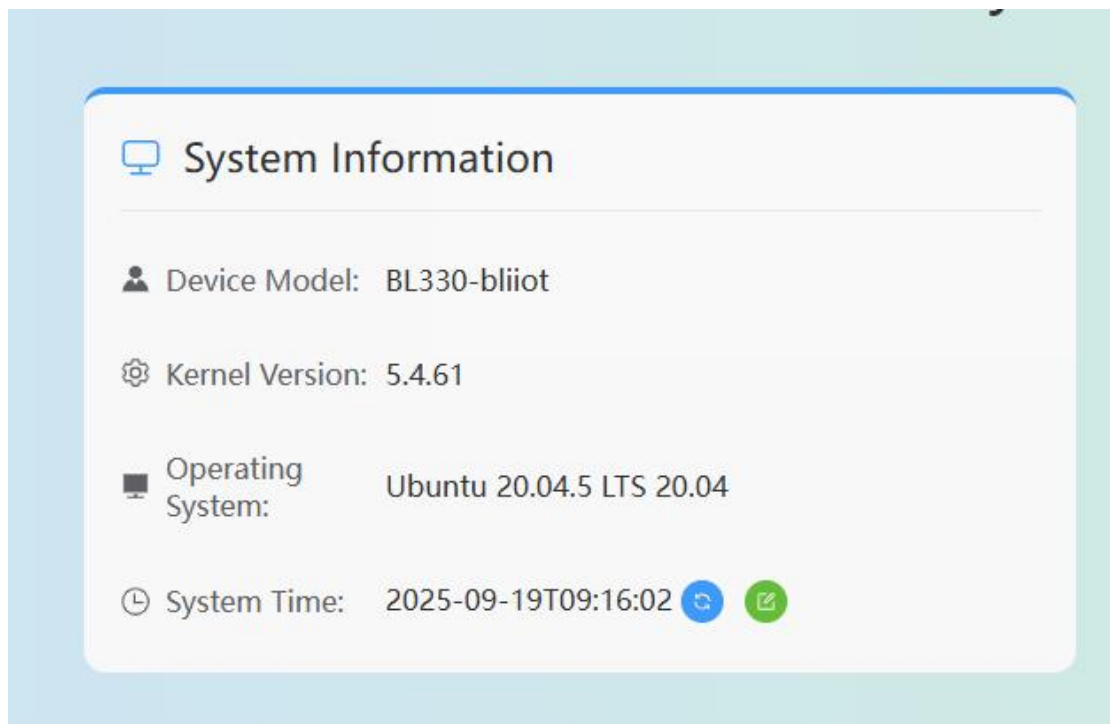 System Information
Device Model: BL330-bliiot
Kernel Version: 5.4.61
Operating
System:
Ubuntu 20.04.5 LTS 20.04
System Time: 2025-09-19T09:16:02